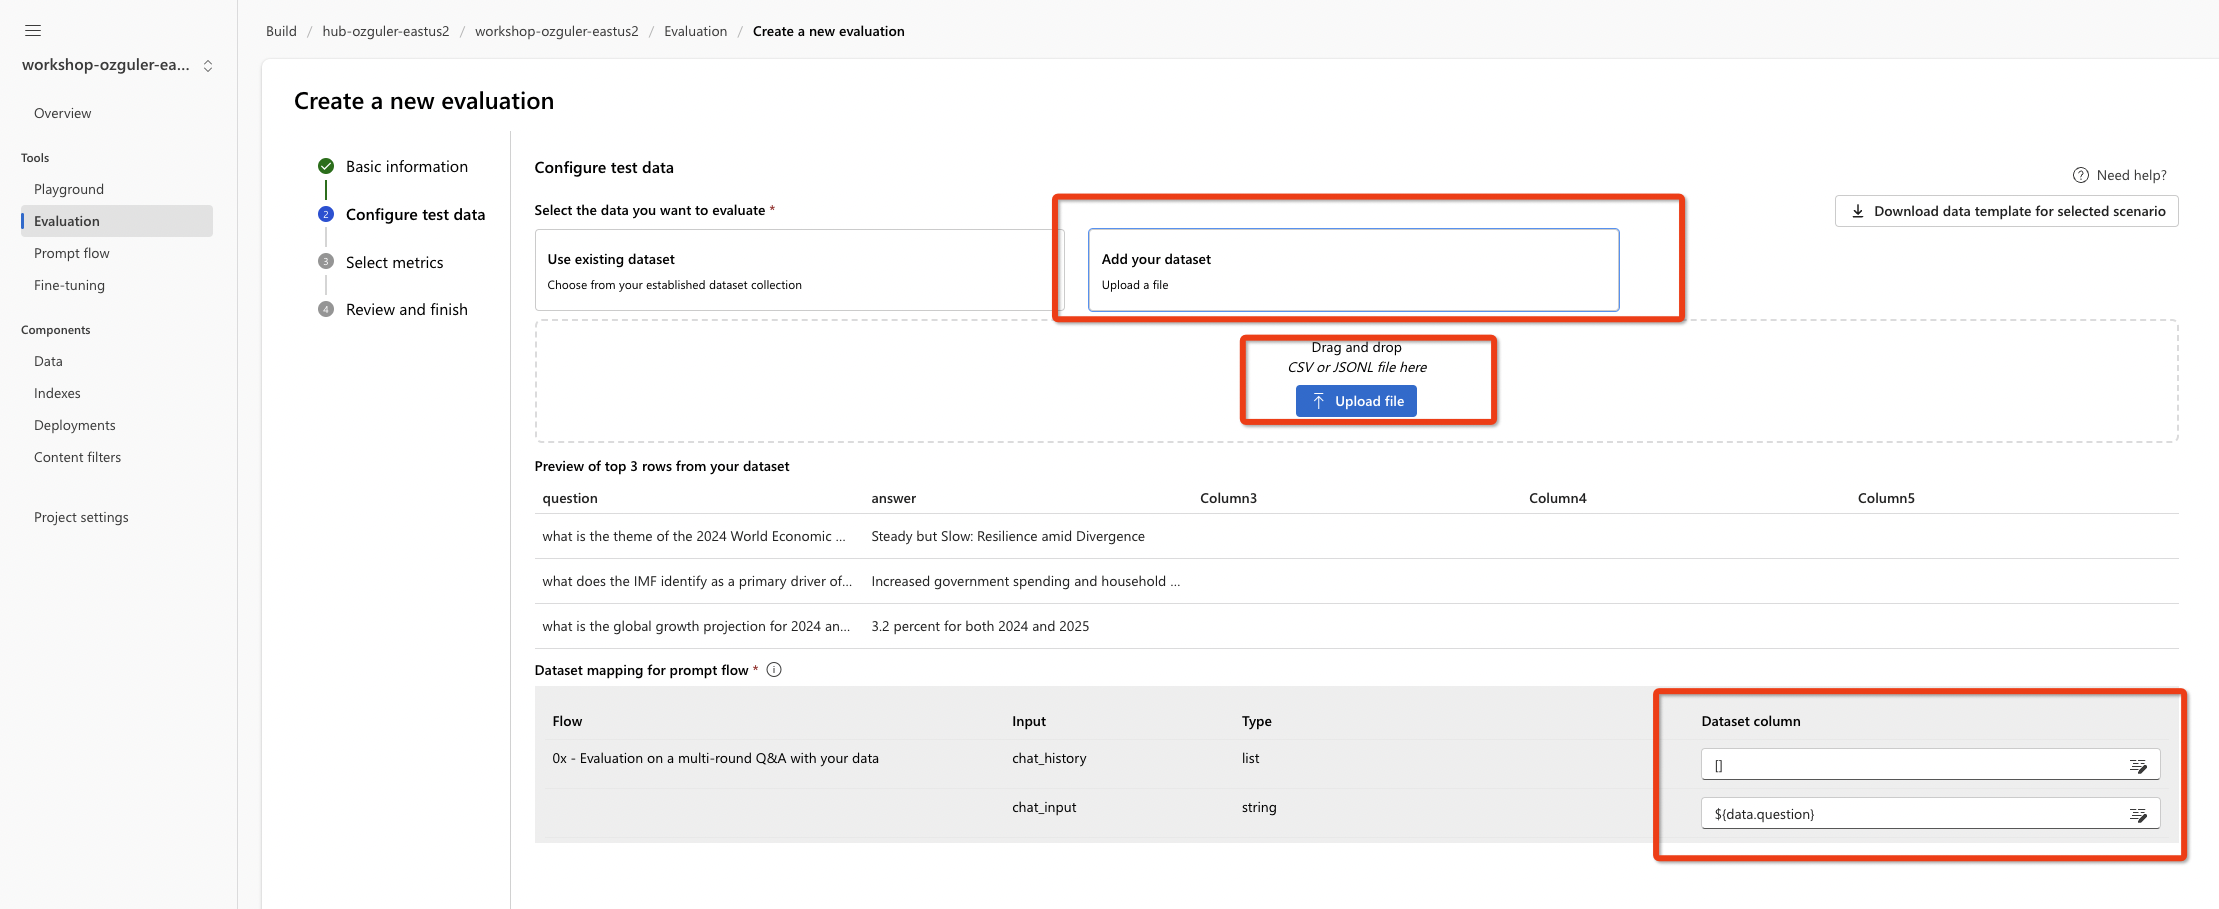 Build / hub-ozguler-eastus2 / workshop-ozguler-eastus2 / Evaluation / Create a new evaluation
workshop-ozguler-ea...
Overview
Tools
Playground
Evaluation
Prompt flow
Fine-tuning
Components
Data
Indexes
Deployments
Content filters
Project settings
Create a new evaluation
Basic information
2 Configure test data
3 Select metrics
4 Review and finish
Configure test data
Need help?
Select the data you want to evaluate *
Download data template for selected scenario
Use existing dataset
Choose from your established dataset collection
Add your dataset
Upload a file
Drag and drop
CSV or JSONL file here
Upload file
Preview of top 3 rows from your dataset
question answer Column3 Column4 Column5
what is the theme of the 2024 World Economic ... Steady but Slow: Resilience amid Divergence
what does the IMF identify as a primary driver of... Increased government spending and household ...
what is the global growth projection for 2024 an... 3.2 percent for both 2024 and 2025
Dataset mapping for prompt flow *
Flow Input Type Dataset column
0x - Evaluation on a multi-round Q&A with your data chat_history list []
chat_input string ${data.question}